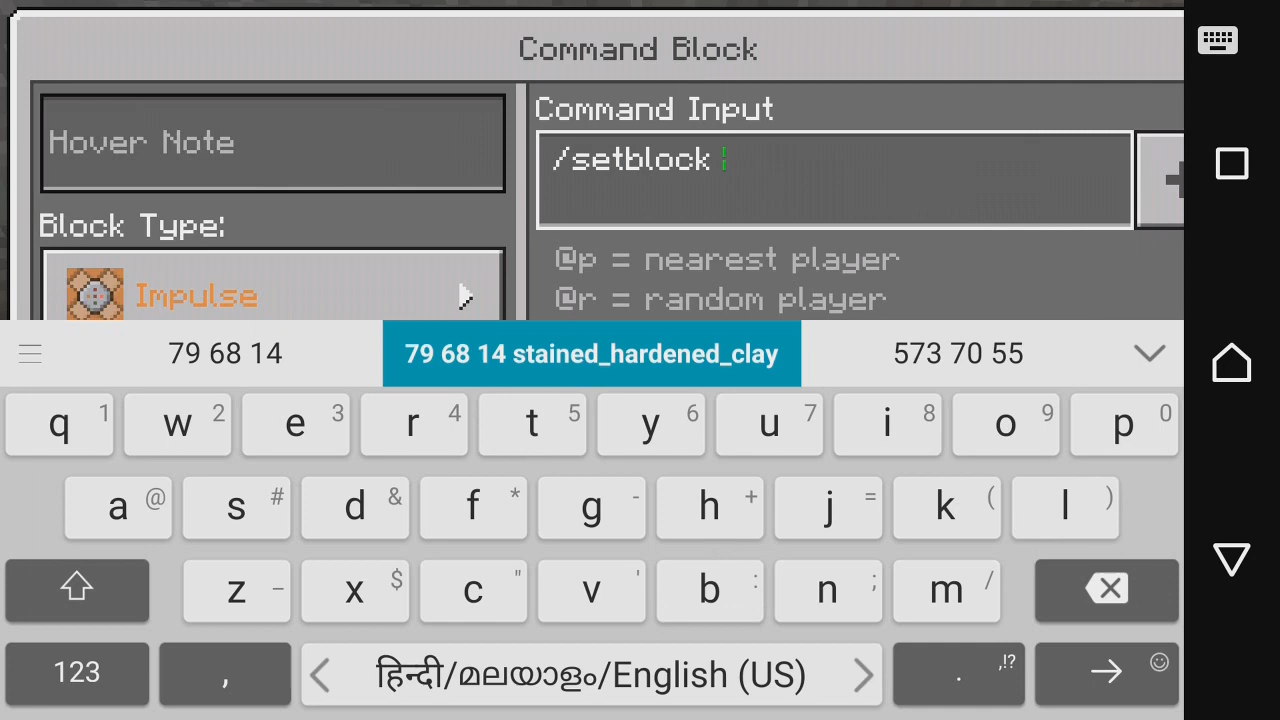 Command Block
Hover Note
Command Input
/setblock
Block Type:
@p = nearest player
Impulse
@r = random player
79 68 14 79 68 14 stained_hardened_clay 573 70 55
q 1 w 2 e 3 r 4 t 5 y 6 u 7 i 8 o 9 p 0
a @ s # d & f * g - h + j = k ( l )
z _ x $ c " v ' b : n ; m /
123 , हिन्दी/മലയാളം/English (US) . ,!?